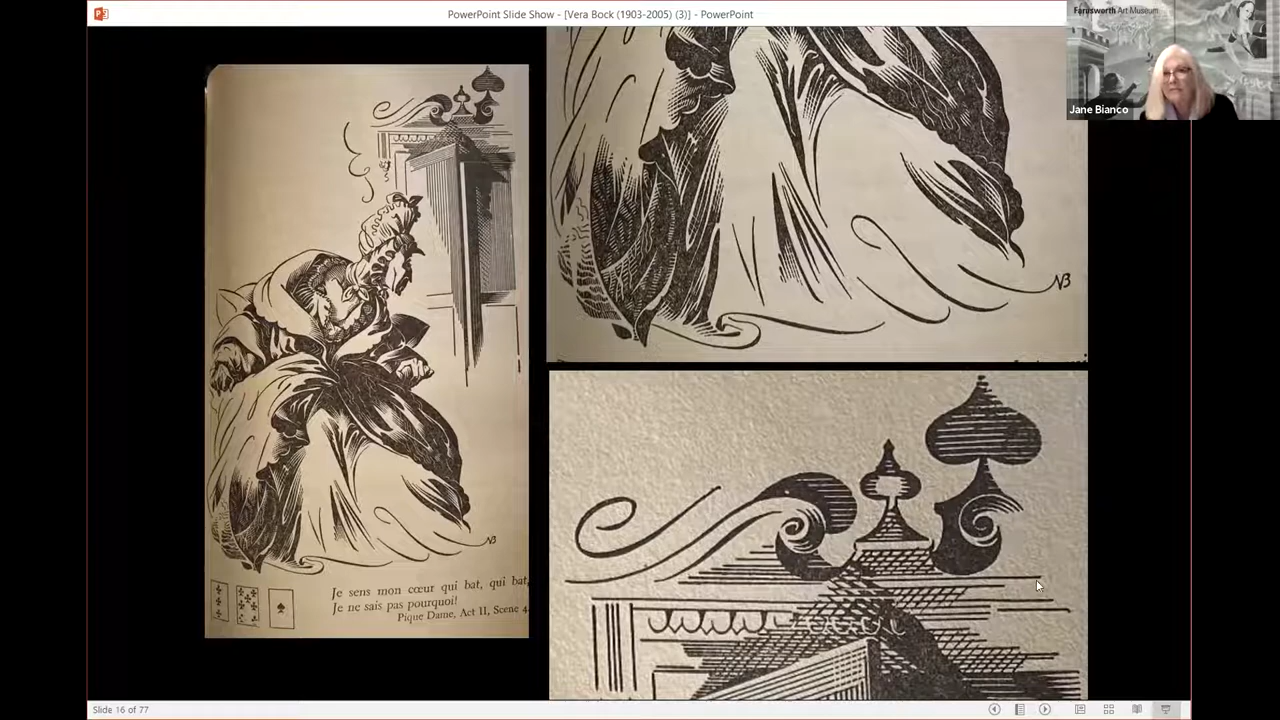 PowerPoint Slide Show - [Vera Bock (1903-2005) (3)] - PowerPoint
Farnsworth Art Museum
Jane Bianco
VB
VB
Je sens mon cœur qui bat, qui bat,
Je ne sais pas pourquoi!
Pique Dame, Act II, Scene 4
Slide 16 of 77